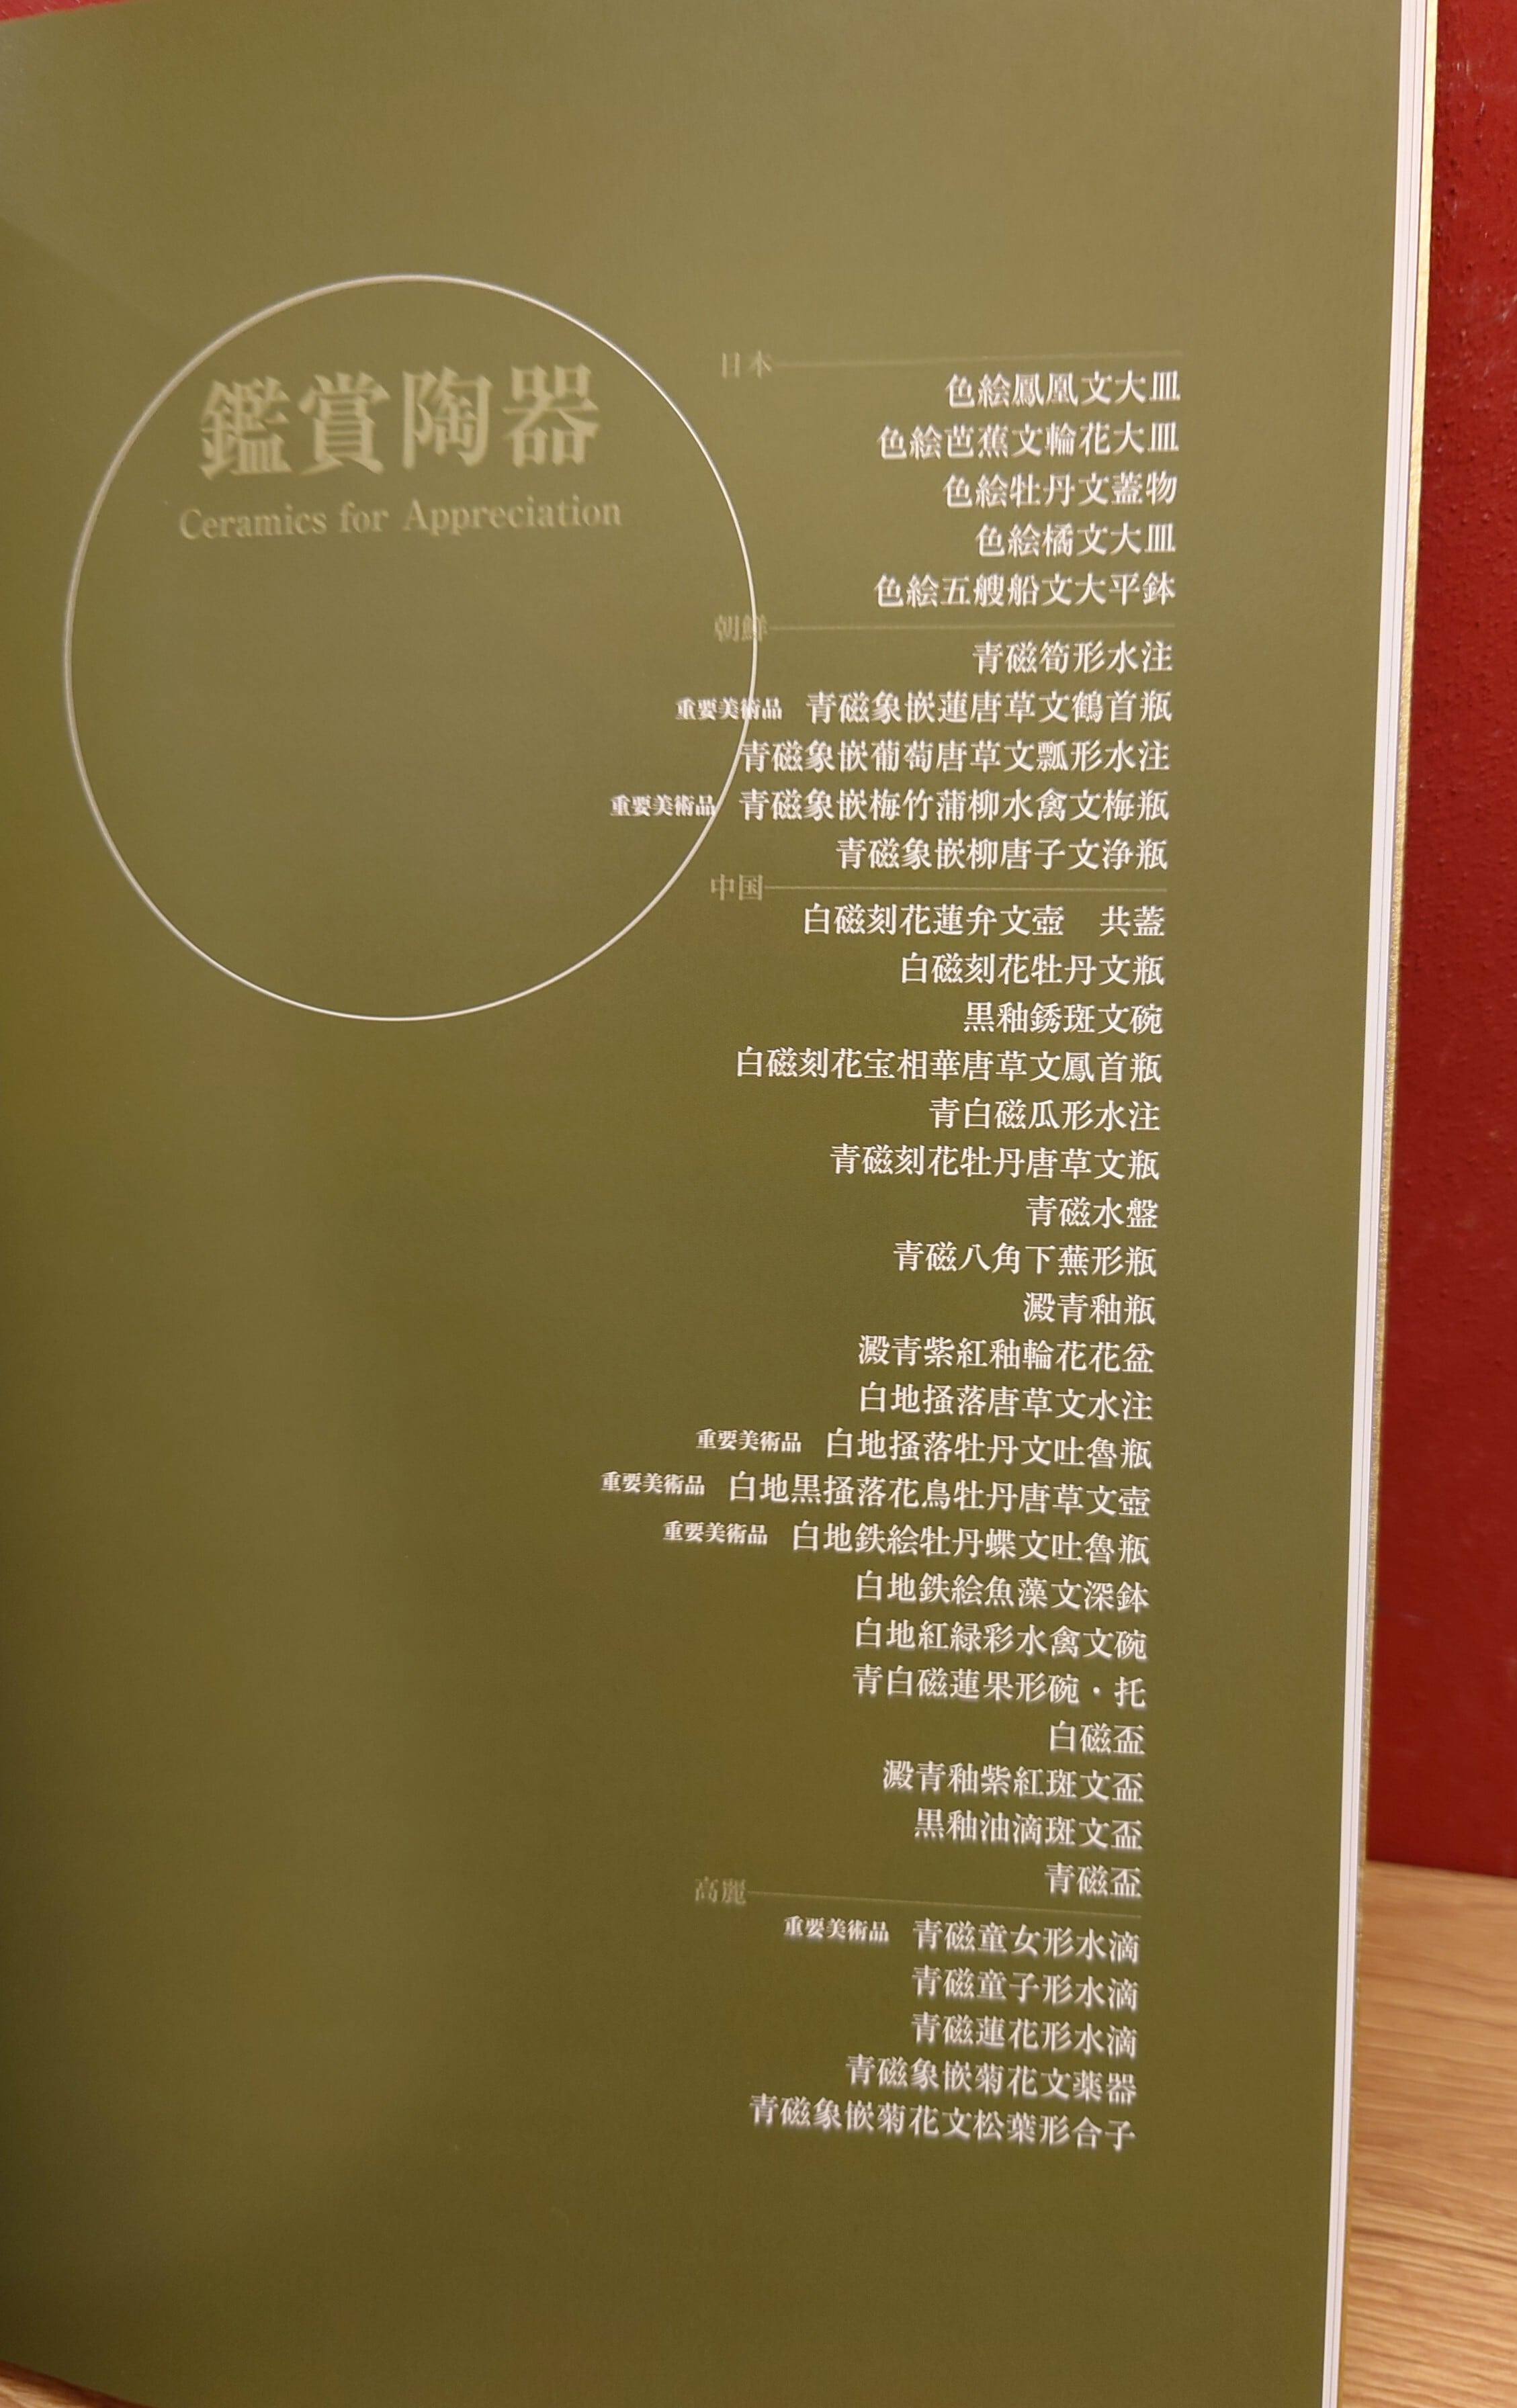 鑑賞陶器
Ceramics for Appreciation
日本
色絵鳳凰文大皿
色絵芭蕉文輪花大皿
色絵牡丹文蓋物
色絵橘文大皿
色絵五艘船文大平鉢
朝鮮
青磁筍形水注
重要美術品 青磁象嵌蓮唐草文鶴首瓶
青磁象嵌葡萄唐草文瓢形水注
重要美術品 青磁象嵌梅竹蒲柳水禽文梅瓶
青磁象嵌柳唐子文浄瓶
中国
白磁刻花蓮弁文壺　共蓋
白磁刻花牡丹文瓶
黒釉銹斑文碗
白磁刻花宝相華唐草文鳳首瓶
青白磁瓜形水注
青磁刻花牡丹唐草文瓶
青磁水盤
青磁八角下蕪形瓶
澱青釉瓶
澱青紫紅釉輪花花盆
白地掻落唐草文水注
重要美術品 白地掻落牡丹文吐魯瓶
重要美術品 白地黒掻落花鳥牡丹唐草文壺
重要美術品 白地鉄絵牡丹蝶文吐魯瓶
白地鉄絵魚藻文深鉢
白地紅緑彩水禽文碗
青白磁蓮果形碗・托
白磁盃
澱青釉紫紅斑文盃
黒釉油滴斑文盃
青磁盃
高麗
重要美術品 青磁童女形水滴
青磁童子形水滴
青磁蓮花形水滴
青磁象嵌菊花文薬器
青磁象嵌菊花文松葉形合子